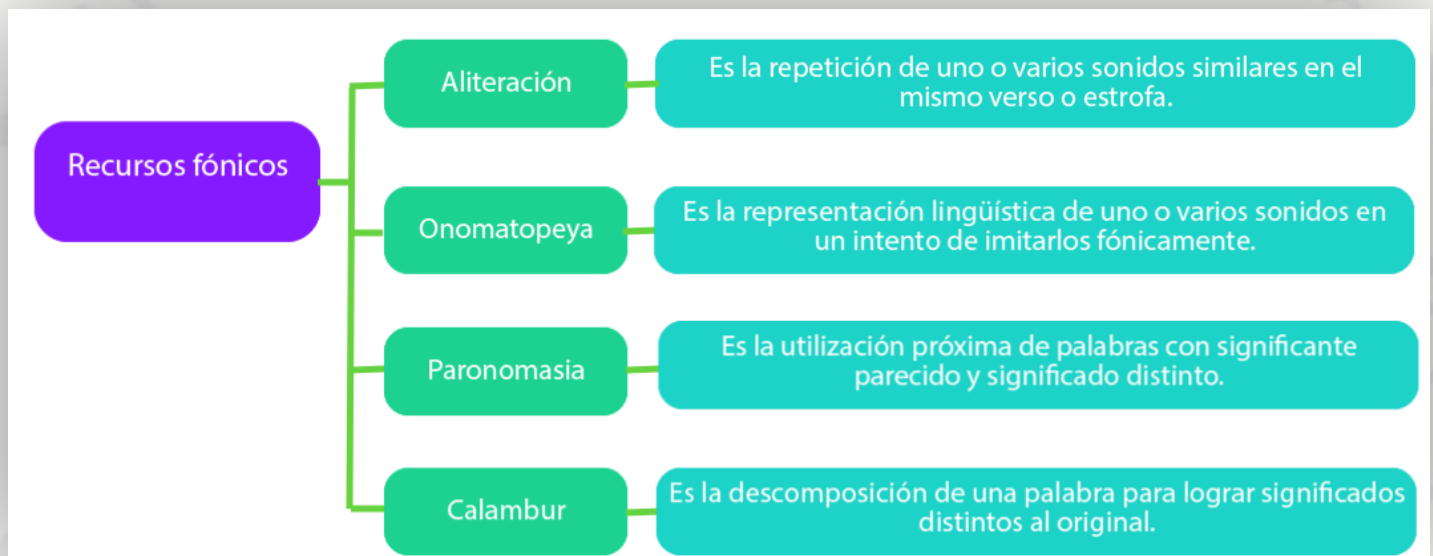 Recursos fónicos
Aliteración
Es la repetición de uno o varios sonidos similares en el
mismo verso o estrofa.
Onomatopeya
Es la representación lingüística de uno o varios sonidos en
un intento de imitarlos fónicamente.
Paronomasia
Es la utilización próxima de palabras con significante
parecido y significado distinto.
Calambur
Es la descomposición de una palabra para lograr significados
distintos al original.